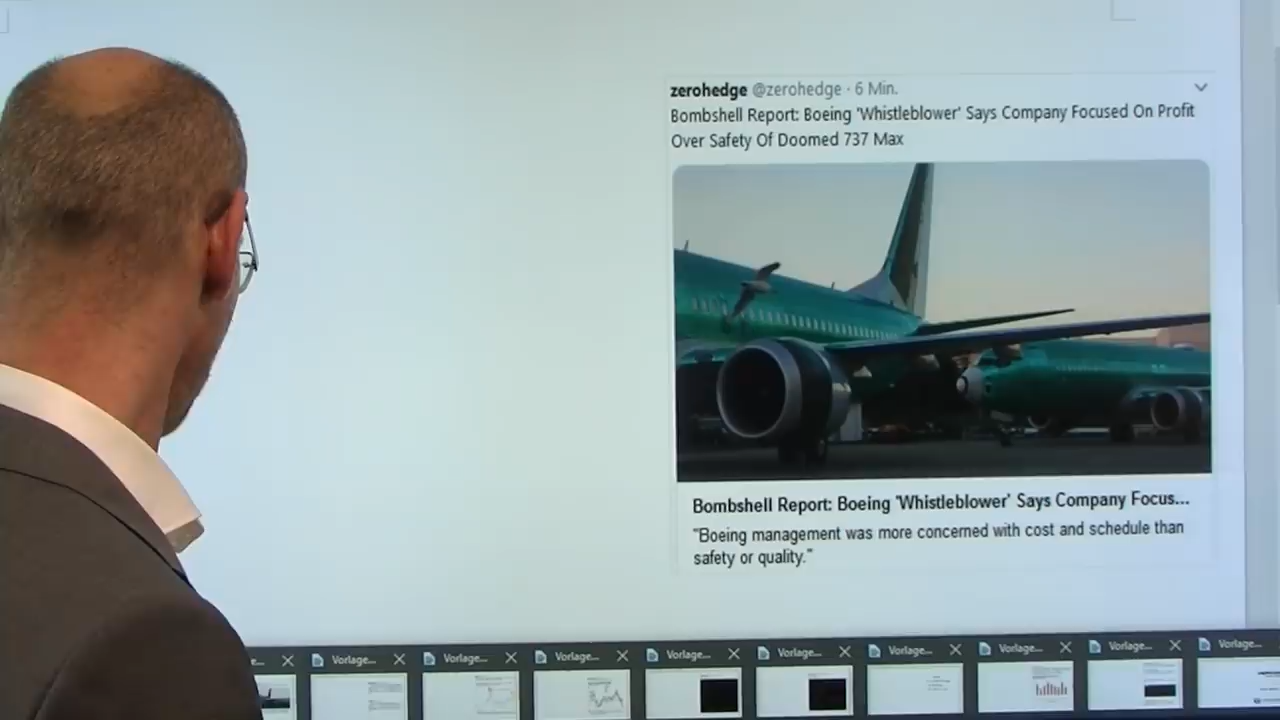 zerohedge @zerohedge · 6 Min.
Bombshell Report: Boeing 'Whistleblower' Says Company Focused On Profit
Over Safety Of Doomed 737 Max
Bombshell Report: Boeing 'Whistleblower' Says Company Focus...
"Boeing management was more concerned with cost and schedule than
safety or quality."
e... Vorlage... Vorlage... Vorlage... Vorlage... Vorlage... Vorlage... Vorlage... Vorlage... Vorlage...